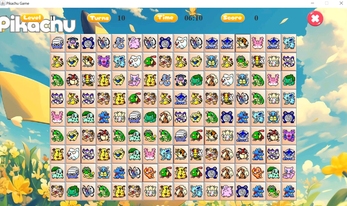 Pikachu Game
Level
Pikachu
Turns 10
Time 06:10
Score 0